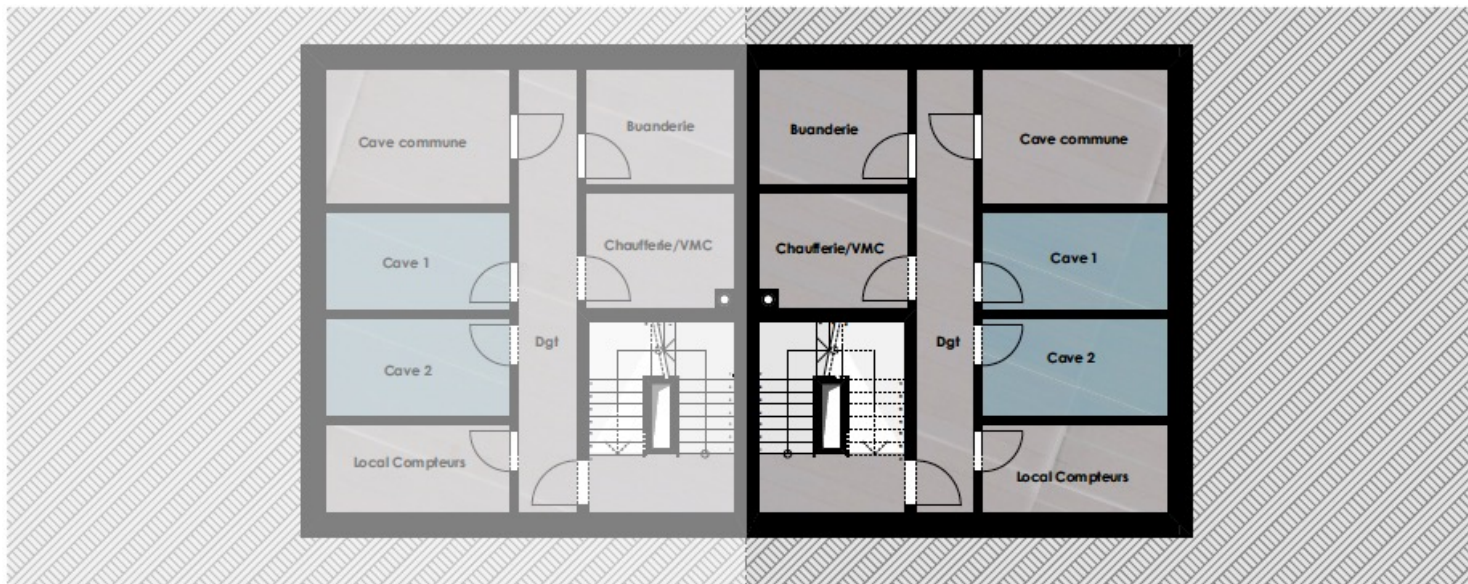 Cave commune
Buanderie
Buanderie
Cave commune
Cave 1
Chaufferie/VMC
Chaufferie/VMC
Cave 1
Cave 2
Dgt
Dgt
Cave 2
Local Compteurs
Local Compteurs